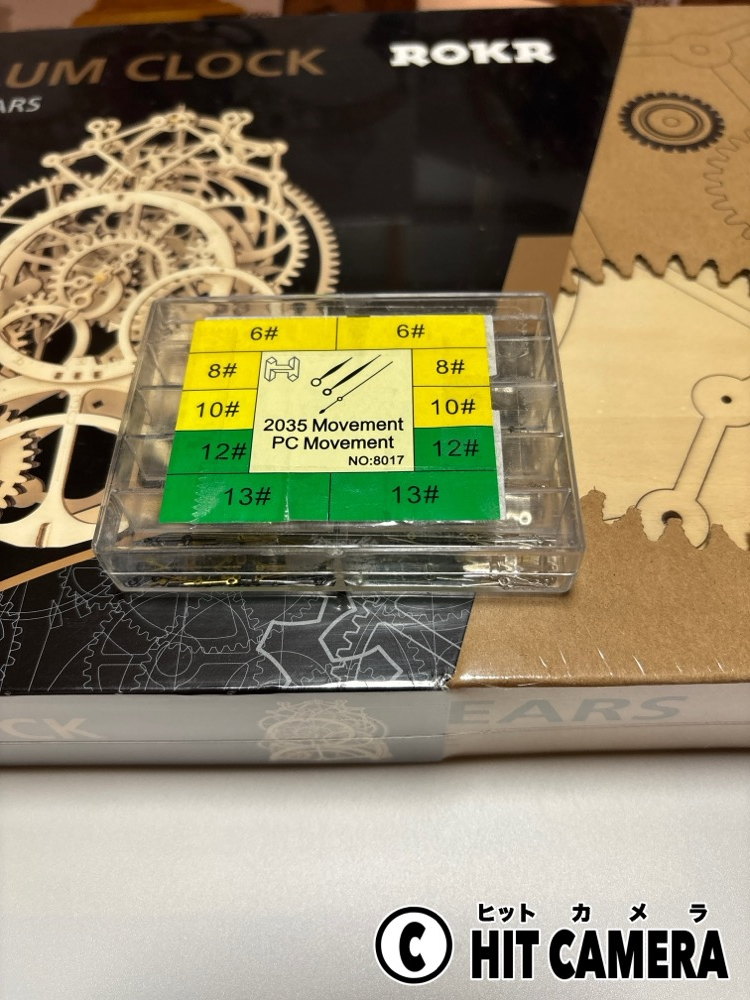 UM CLOCK
ROKR
ARS
6# 6#
8# 8#
10# 10#
12# 12#
13# 13#
H
2035 Movement
PC Movement
NO:8017
CK
EARS
ヒット カメラ
C HIT CAMERA